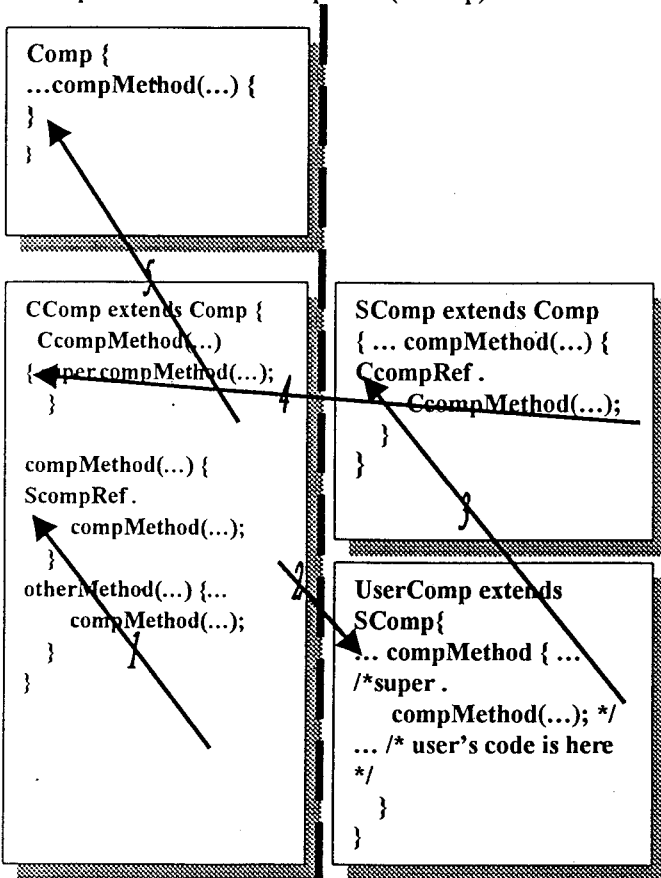 Comp {
...compMethod(...) {
}
}
5
CComp extends Comp {
CcompMethod(...)
{ super.compMethod(...);
}
compMethod(...) {
ScompRef.
compMethod(...);
}
otherMethod(...) {...
compMethod(...);
}
}
1
SComp extends Comp
{ ... compMethod(...) {
CcompRef.
CcompMethod(...);
}
}
4
3
2
UserComp extends
SComp{
... compMethod { ...
/*super.
compMethod(...); */
... /* user's code is here
*/
}
}